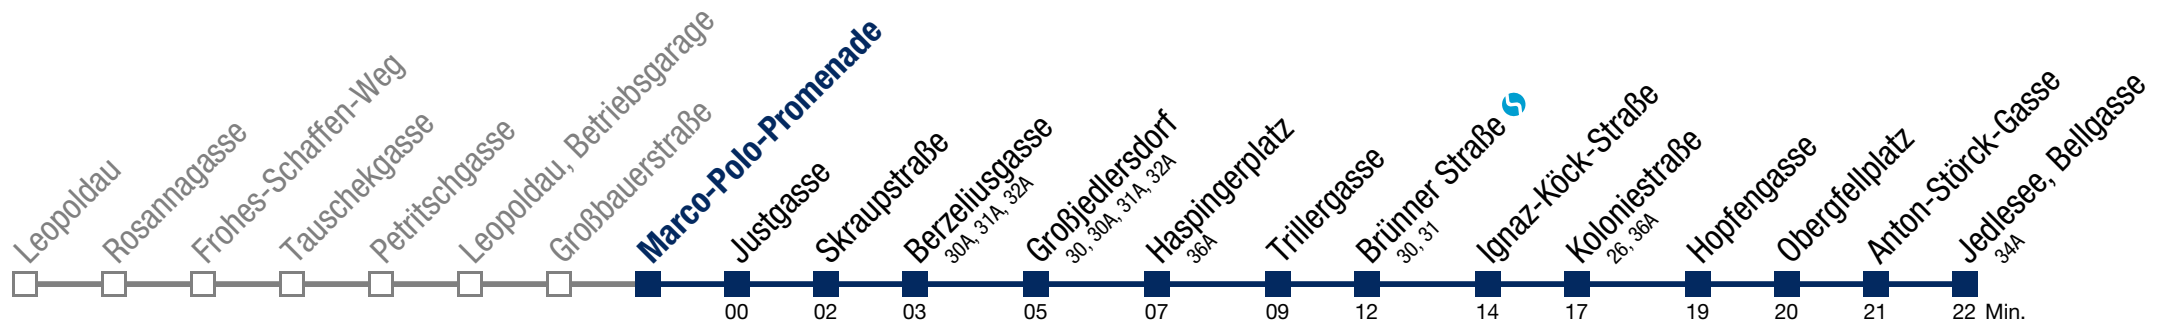 Leopoldau
Rosannagasse
Frohes-Schaffen-Weg
Tauschekgasse
Petritschgasse
Leopoldau, Betriebsgarage
Großbauerstraße
Marco-Polo-Promenade
Justgasse
Skraupstraße
Berzeliusgasse
30A, 31A, 32A
Großjedlersdorf
30, 30A, 31A, 32A
Haspingerplatz
36A
Trillergasse
Brünner Straße
30, 31
Ignaz-Köck-Straße
Koloniestraße
26, 36A
Hopfengasse
Obergfellplatz
Anton-Störck-Gasse
Jedlesee, Bellgasse
34A
00 02 03 05 07 09 12 14 17 19 20 21 22 Min.